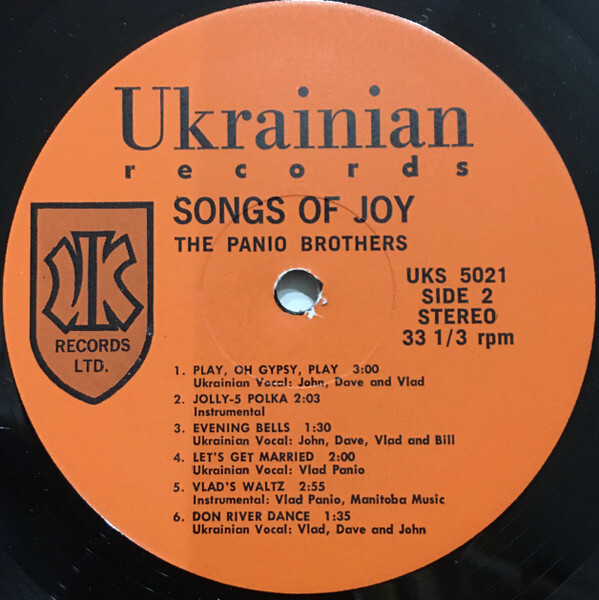 Ukrainian
records
SONGS OF JOY
THE PANIO BROTHERS
UKS 5021
SIDE 2
STEREO
33 1/3 rpm
UK
RECORDS
LTD.
1. PLAY, OH GYPSY, PLAY 3:00
Ukrainian Vocal: John, Dave and Vlad
2. JOLLY-5 POLKA 2:03
Instrumental
3. EVENING BELLS 1:30
Ukrainian Vocal: John, Dave, Vlad and Bill
4. LET'S GET MARRIED 2:00
Ukrainian Vocal: Vlad Panio
5. VLAD'S WALTZ 2:55
Instrumental: Vlad Panio, Manitoba Music
6. DON RIVER DANCE 1:35
Ukrainian Vocal: Vlad, Dave and John